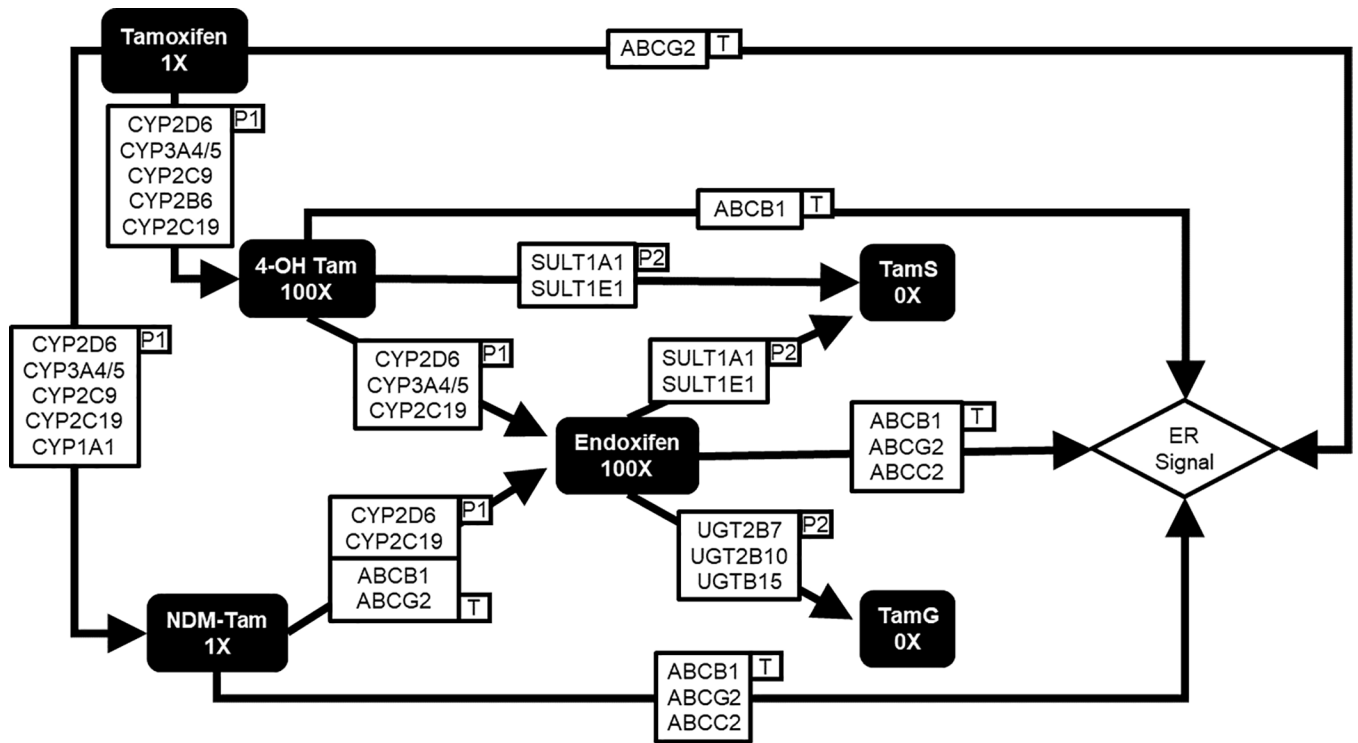 Tamoxifen
1X
ABCG2
T
CYP2D6
CYP3A4/5
CYP2C9
CYP2B6
CYP2C19
P1
ABCB1
T
4-OH Tam
100X
SULT1A1
SULT1E1
P2
TamS
0X
CYP2D6
CYP3A4/5
CYP2C9
CYP2C19
CYP1A1
P1
CYP2D6
CYP3A4/5
CYP2C19
P1
SULT1A1
SULT1E1
P2
Endoxifen
100X
ABCB1
ABCG2
ABCC2
T
ER
Signal
CYP2D6
CYP2C19
P1
ABCB1
ABCG2
T
UGT2B7
UGT2B10
UGTB15
P2
NDM-Tam
1X
TamG
0X
ABCB1
ABCG2
ABCC2
T